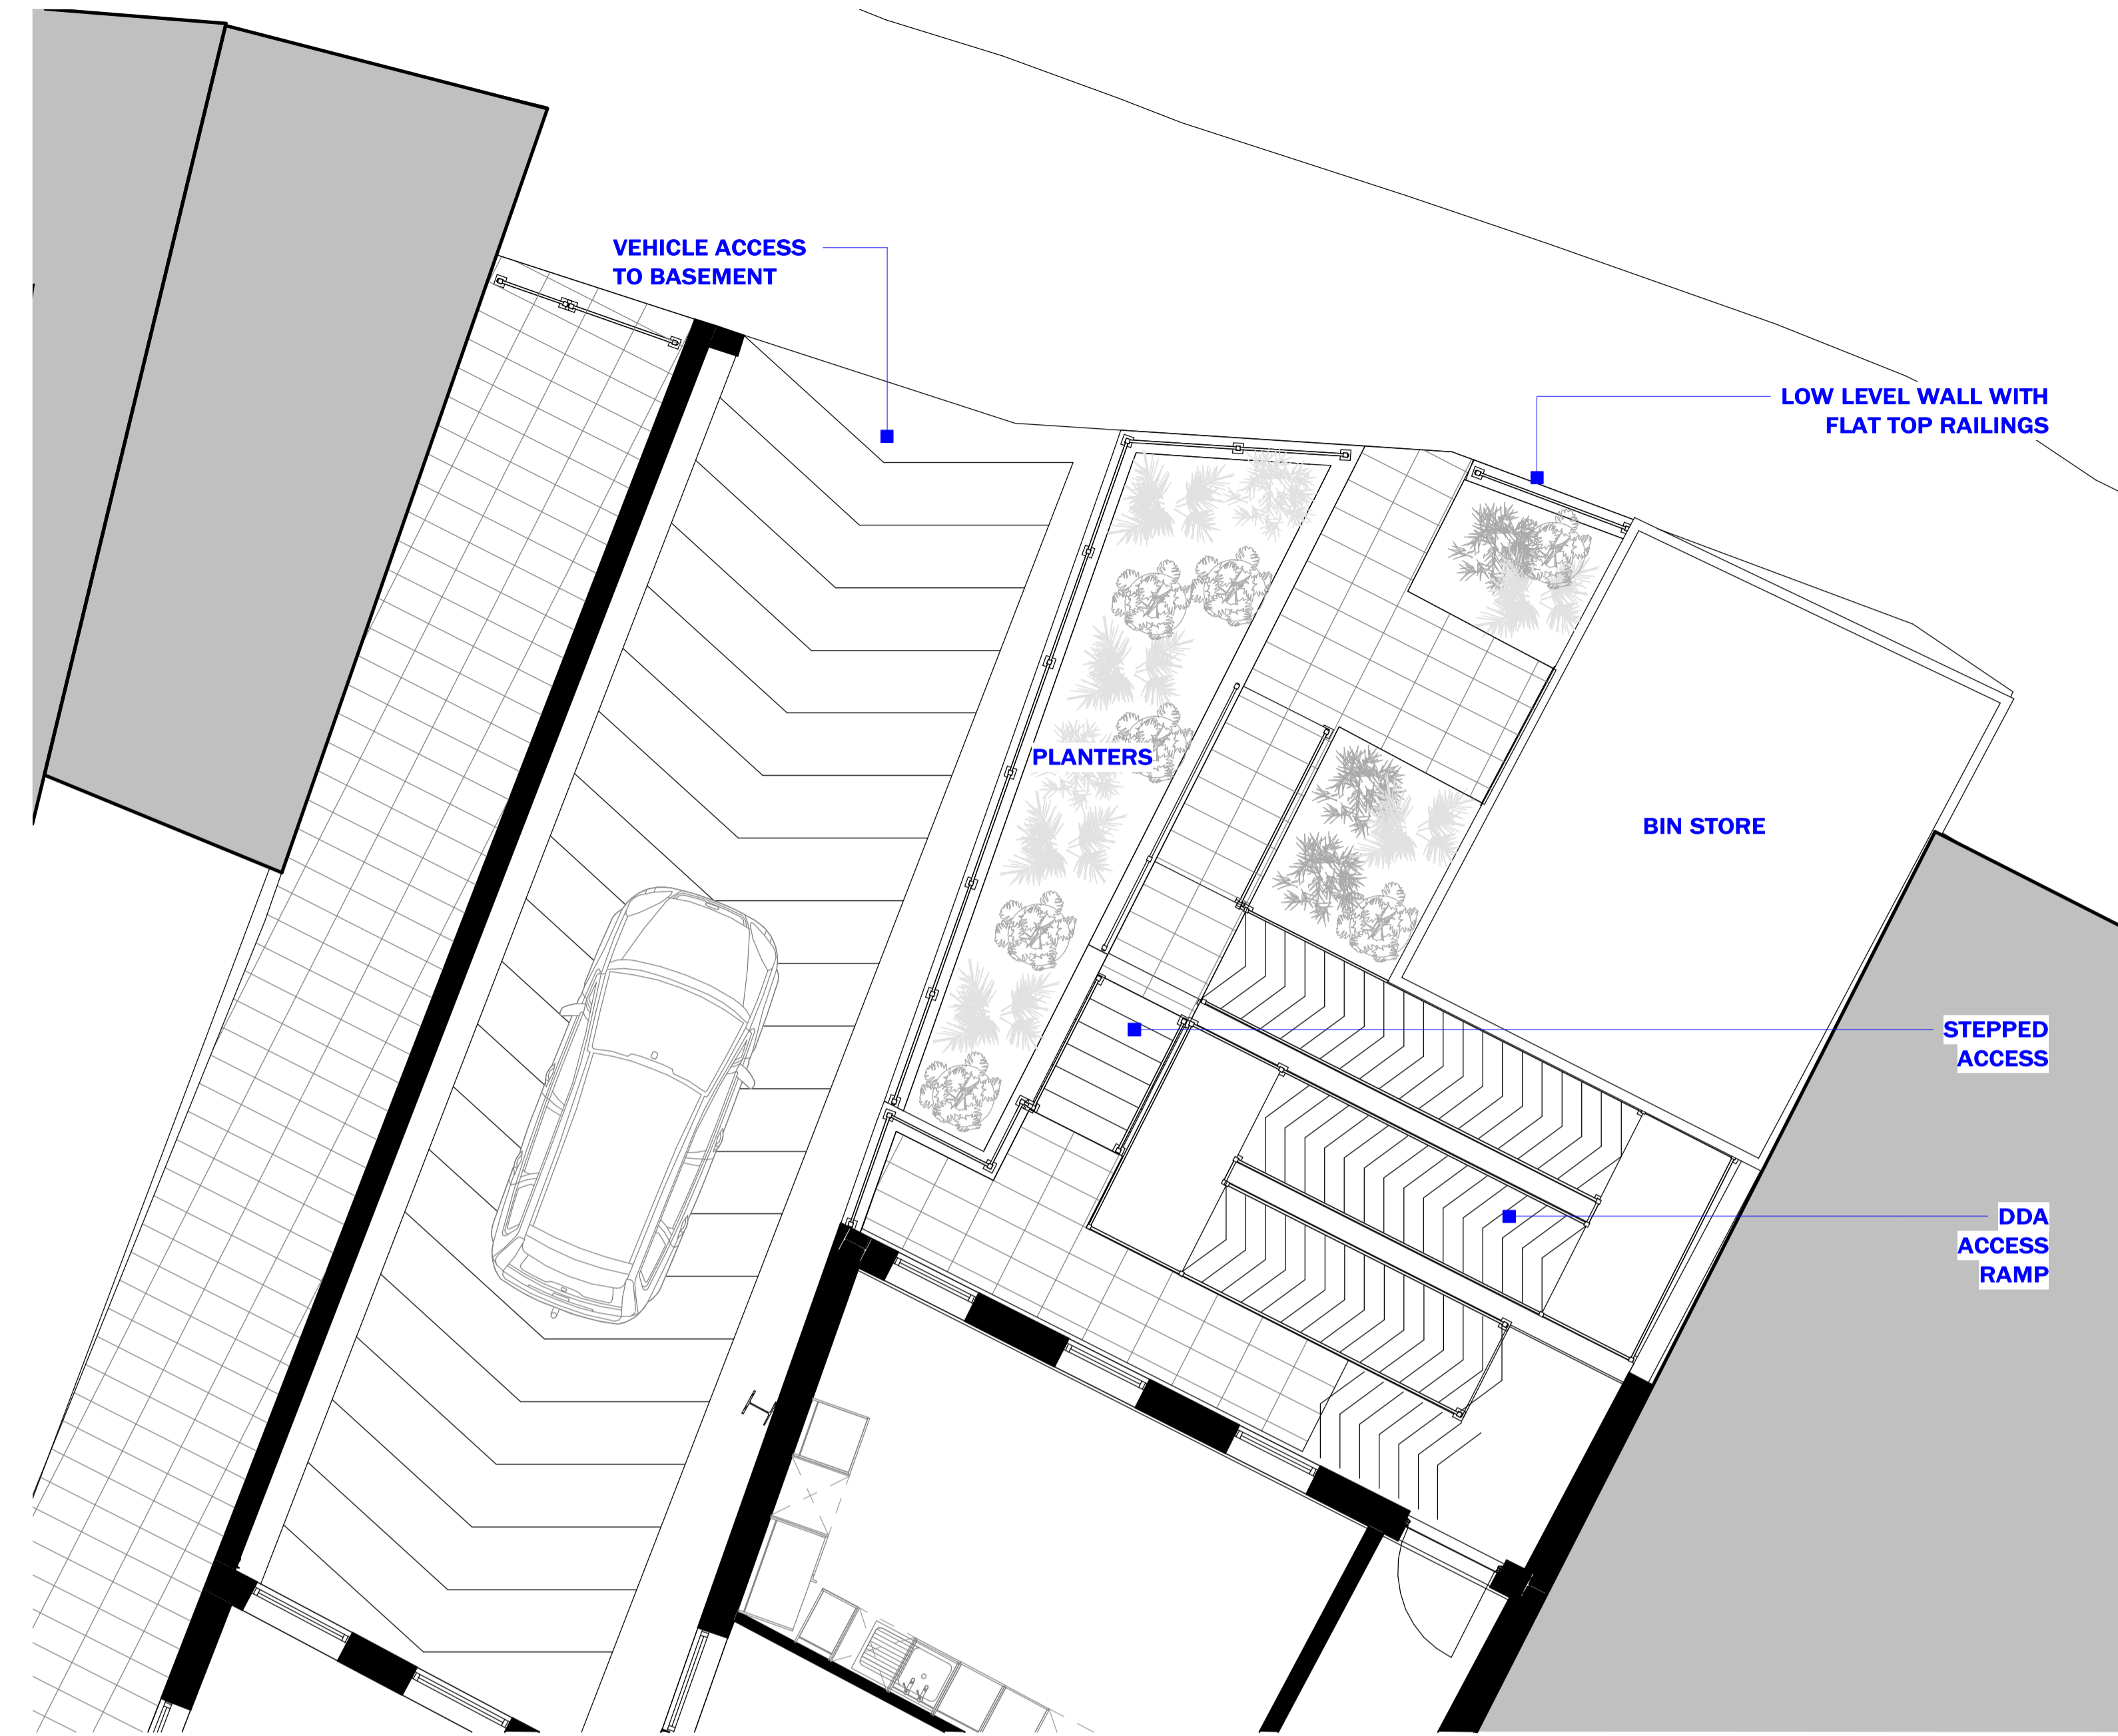 VEHICLE ACCESS
TO BASEMENT
LOW LEVEL WALL WITH
FLAT TOP RAILINGS
PLANTERS
BIN STORE
STEPPED
ACCESS
DDA
ACCESS
RAMP